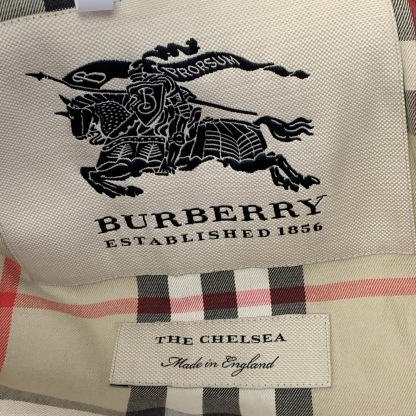 B
PRORSUM
B
BURBERRY
ESTABLISHED 1856
THE CHELSEA
Made in England